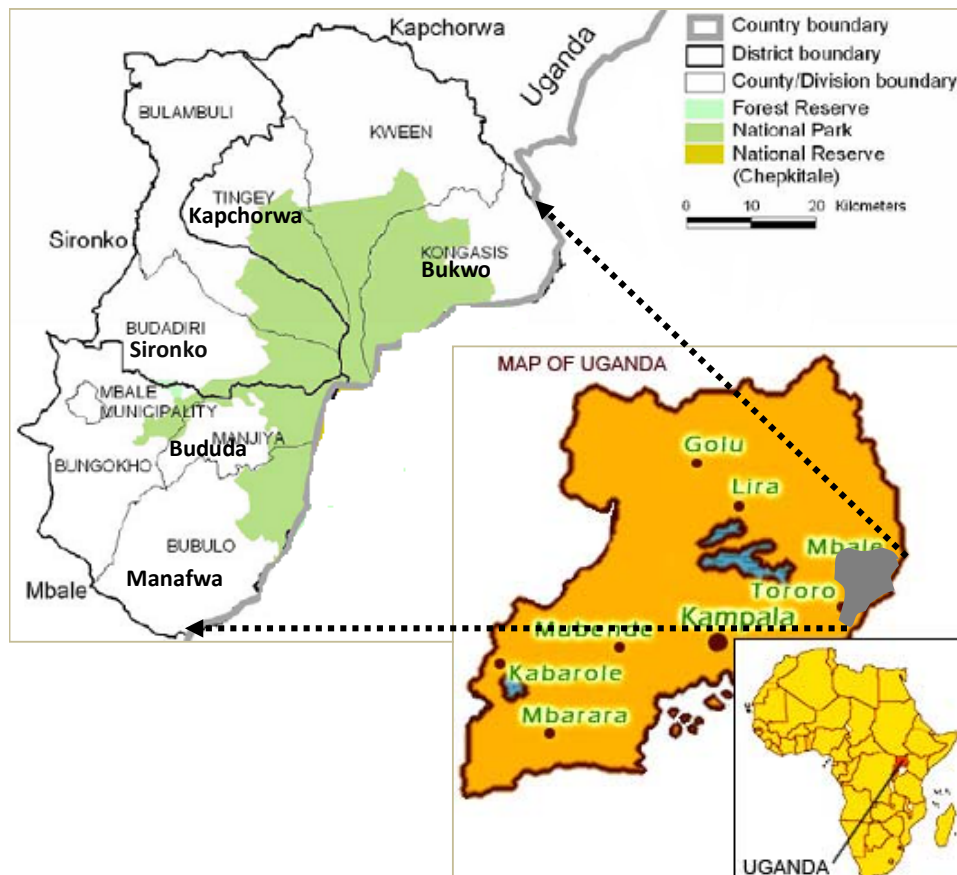 Kapchorwa
Uganda
BULAMBULI
KWEEN
TINGEY
Kapchorwa
Sironko
KONGASIS
Bukwo
BUDADIRI
Sironko
MBALE
MUNICIPALITY
MANJIYA
Bududa
BUNGOKHO
BUBULO
Manafwa
Mbale
Country boundary
District boundary
County/Division boundary
Forest Reserve
National Park
National Reserve
(Chepkitale)
0 10 20 Kilometers
MAP OF UGANDA
Golu
Lira
Mbale
Tororo
Kampala
Mubende
Kabarole
Mbarara
UGANDA